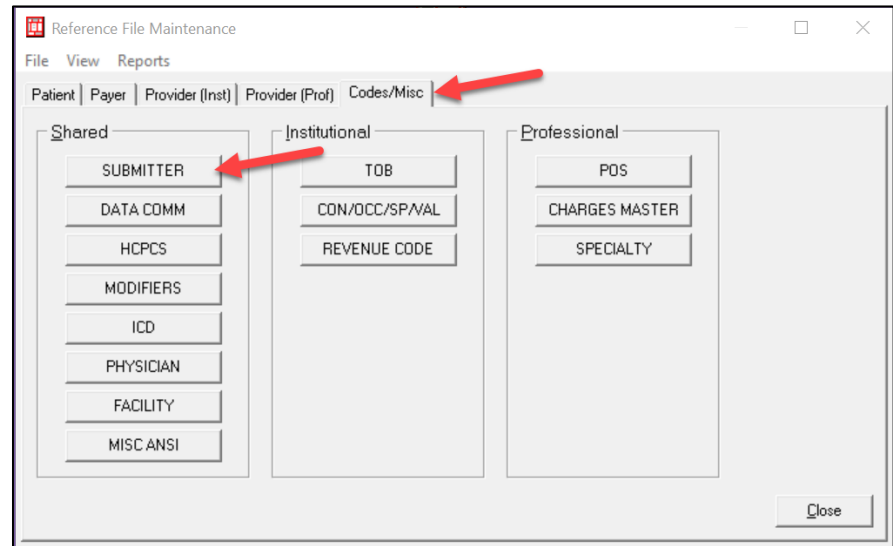 Reference File Maintenance
File View Reports
Patient Payer Provider (Inst) Provider (Prof) Codes/Misc
Shared Institutional Professional
SUBMITTER TOB POS
DATA COMM CON/OCC/SP/VAL CHARGES MASTER
HCPCS REVENUE CODE SPECIALTY
MODIFIERS
ICD
PHYSICIAN
FACILITY
MISC ANSI
Close